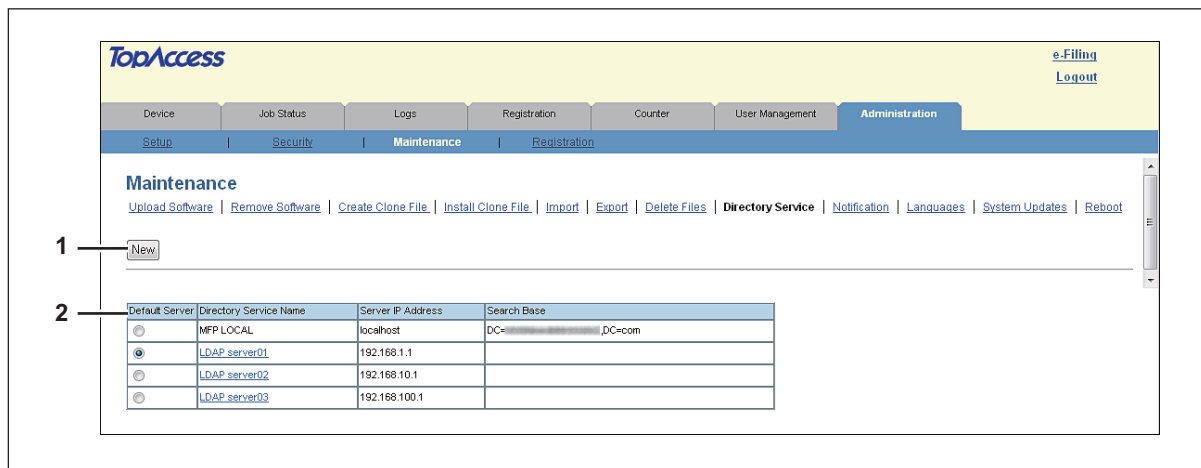 TopAccess
e-Filing
Logout
Device Job Status Logs Registration Counter User Management Administration
Setup | Security | Maintenance | Registration
Maintenance
Upload Software | Remove Software | Create Clone File | Install Clone File | Import | Export | Delete Files | Directory Service | Notification | Languages | System Updates | Reboot
1
New
2
Default Server Directory Service Name Server IP Address Search Base
MFP LOCAL localhost DC= ,DC=com
LDAP server01 192.168.1.1
LDAP server02 192.168.10.1
LDAP server03 192.168.100.1